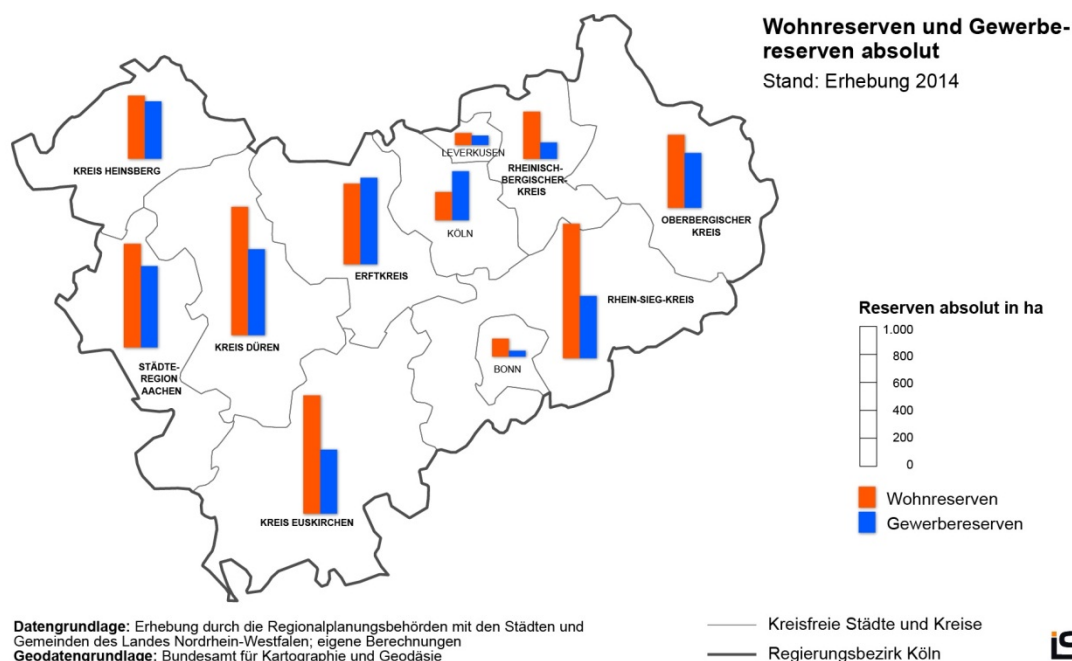 Wohnreserven und Gewerbe-
reserven absolut
Stand: Erhebung 2014
KREIS HEINSBERG
LEVERKUSEN
RHEINISCH-
BERGISCHER-
KREIS
OBERBERGISCHER
KREIS
KÖLN
ERFTKREIS
RHEIN-SIEG-KREIS
KREIS DÜREN
STÄDTE-
REGION
AACHEN
BONN
KREIS EUSKIRCHEN
Reserven absolut in ha
1.000
800
600
400
200
0
Wohnreserven
Gewerbereserven
Datengrundlage: Erhebung durch die Regionalplanungsbehörden mit den Städten und
Gemeinden des Landes Nordrhein-Westfalen; eigene Berechnungen
Geodatengrundlage: Bundesamt für Kartographie und Geodäsie
Kreisfreie Städte und Kreise
Regierungsbezirk Köln